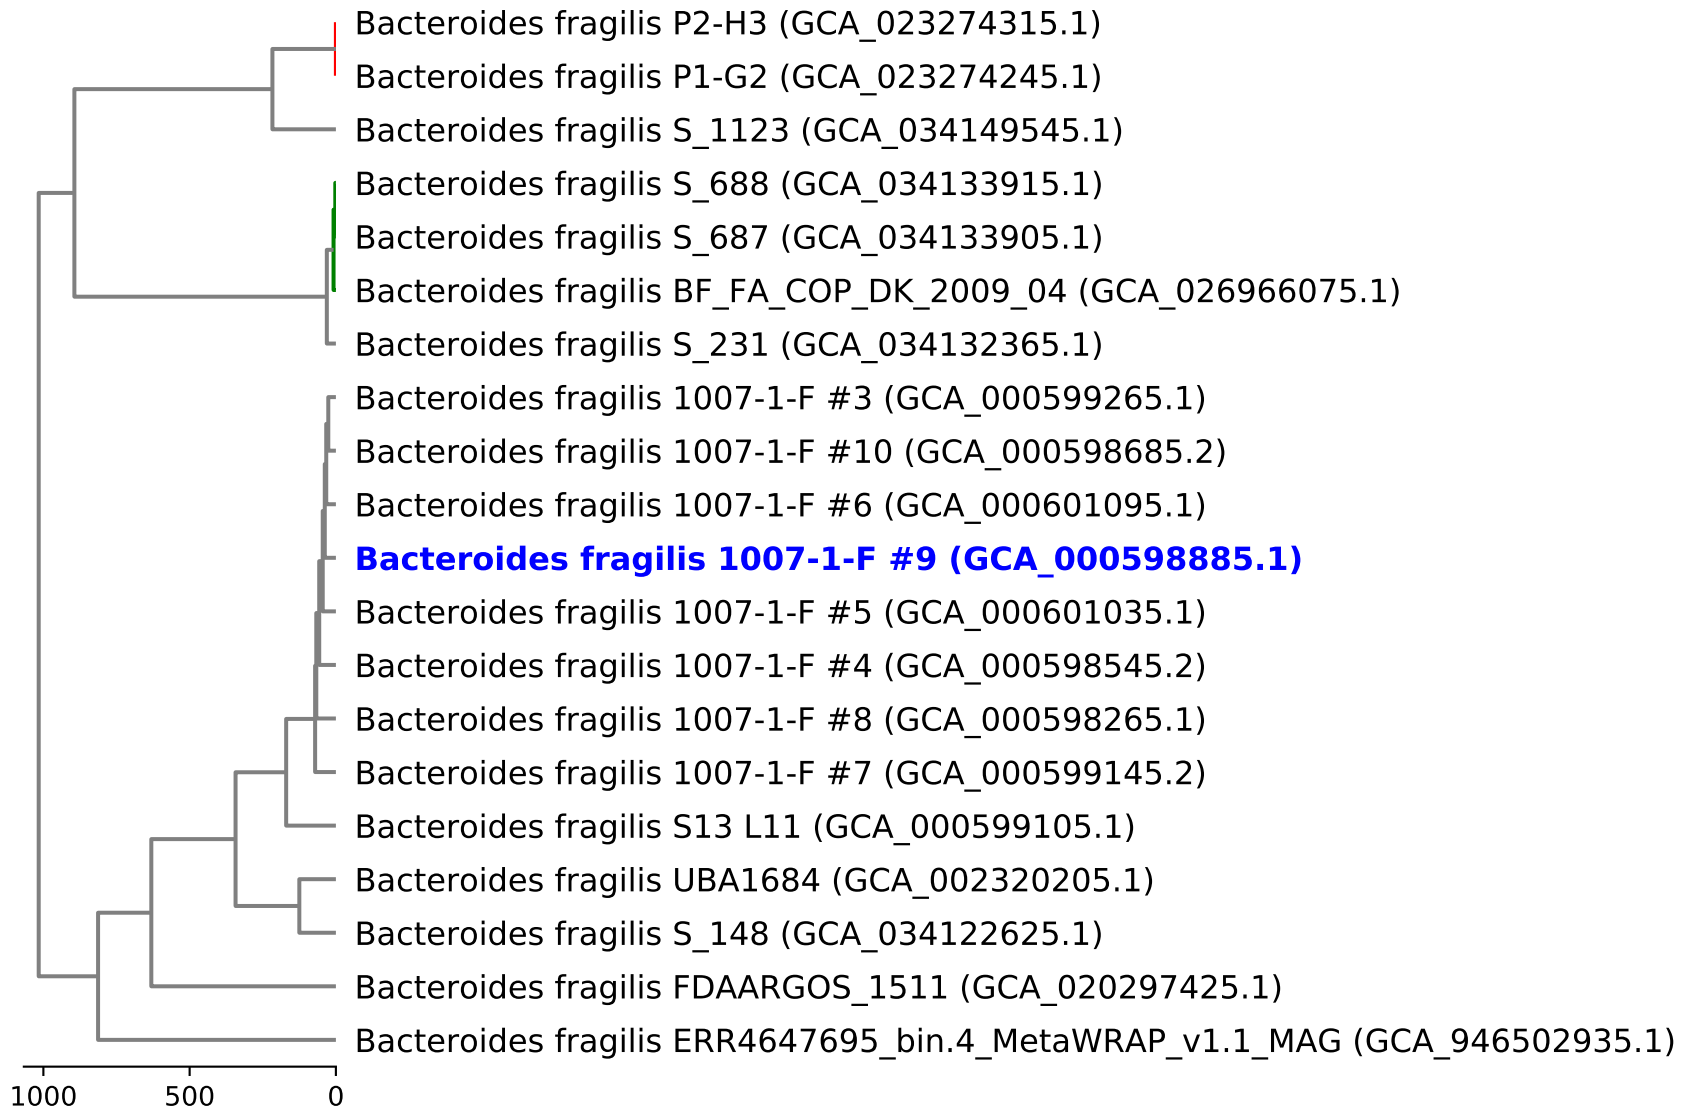 Bacteroides fragilis P2-H3 (GCA_023274315.1)
Bacteroides fragilis P1-G2 (GCA_023274245.1)
Bacteroides fragilis S_1123 (GCA_034149545.1)
Bacteroides fragilis S_688 (GCA_034133915.1)
Bacteroides fragilis S_687 (GCA_034133905.1)
Bacteroides fragilis BF_FA_COP_DK_2009_04 (GCA_026966075.1)
Bacteroides fragilis S_231 (GCA_034132365.1)
Bacteroides fragilis 1007-1-F #3 (GCA_000599265.1)
Bacteroides fragilis 1007-1-F #10 (GCA_000598685.2)
Bacteroides fragilis 1007-1-F #6 (GCA_000601095.1)
Bacteroides fragilis 1007-1-F #9 (GCA_000598885.1)
Bacteroides fragilis 1007-1-F #5 (GCA_000601035.1)
Bacteroides fragilis 1007-1-F #4 (GCA_000598545.2)
Bacteroides fragilis 1007-1-F #8 (GCA_000598265.1)
Bacteroides fragilis 1007-1-F #7 (GCA_000599145.2)
Bacteroides fragilis S13 L11 (GCA_000599105.1)
Bacteroides fragilis UBA1684 (GCA_002320205.1)
Bacteroides fragilis S_148 (GCA_034122625.1)
Bacteroides fragilis FDAARGOS_1511 (GCA_020297425.1)
Bacteroides fragilis ERR4647695_bin.4_MetaWRAP_v1.1_MAG (GCA_946502935.1)
1000 500 0